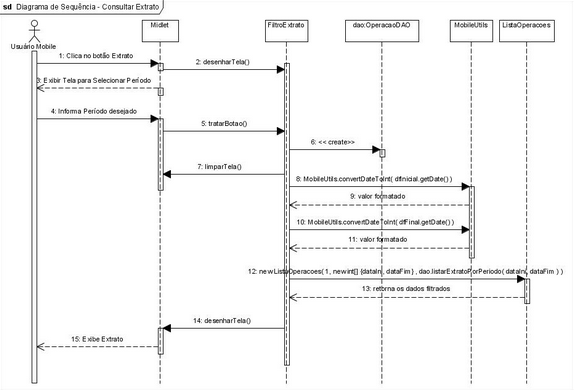 sd Diagrama de Sequência - Consultar Extrato
Usuário Mobile
Midlet
FiltroExtrato
dao:OperacaoDAO
MobileUtils
ListaOperacoes
1: Clica no botão Extrato
2: desenharTela()
3: Exibir Tela para Selecionar Período
4: Informa Período desejado
5: tratarBotao()
6: << create>>
7: limparTela()
8: MobileUtils.convertDateToInt( dfInicial.getDate() )
9: valor formatado
10: MobileUtils.convertDateToInt( dfFinal.getDate() )
11: valor formatado
12: new ListaOperacoes( 1, new int[] {dataIni, dataFim } , dao.listarExtratoPorPeriodo( dataIni, dataFim ) )
13: retorna os dados filtrados
14: desenharTela()
15: Exibe Extrato